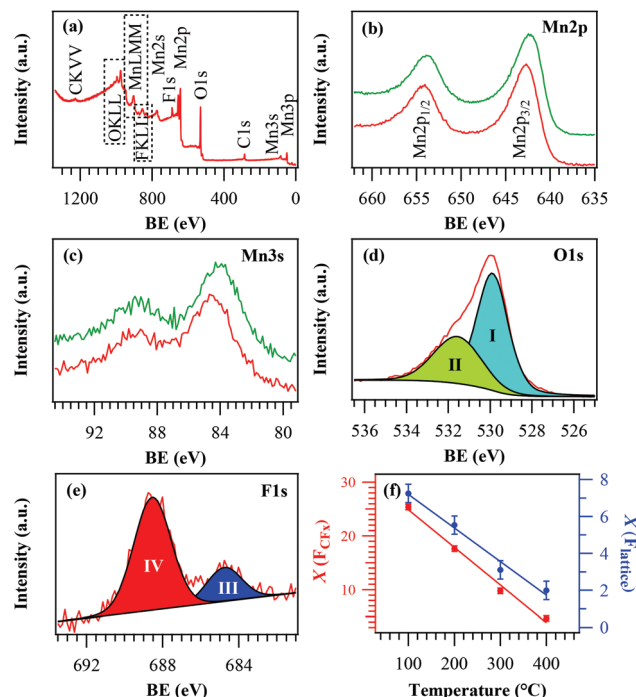 (a)
CKVV
OKLL
MnLMM
FKLL
Mn2s
F1s
Mn2p
O1s
C1s
Mn3s
Mn3p
Intensity (a.u.)
1200 800 400 0
BE (eV)
(b) Mn2p
Mn2p1/2
Mn2p3/2
Intensity (a.u.)
660 655 650 645 640 635
BE (eV)
(c) Mn3s
Intensity (a.u.)
92 88 84 80
BE (eV)
(d) O1s
I
II
Intensity (a.u.)
536 534 532 530 528 526
BE (eV)
(e) F1s
IV
III
Intensity (a.u.)
692 688 684
BE (eV)
(f)
X (FCFx)
30
20
10
X (Flattice)
8
6
4
2
0
100 200 300 400
Temperature (°C)